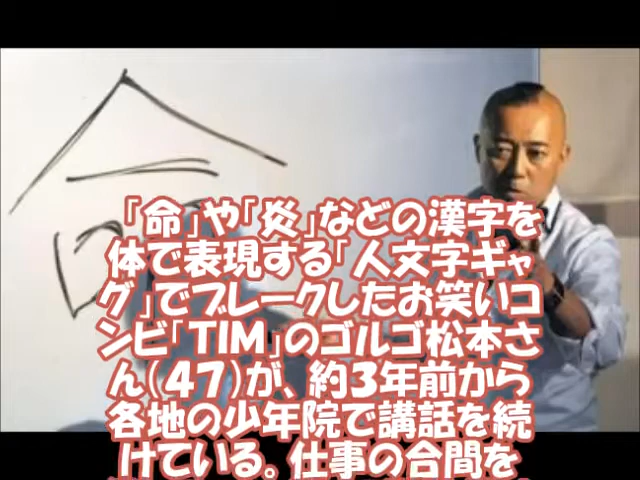 命
「命」や「炎」などの漢字を
体で表現する「人文字ギャ
グ」でブレークしたお笑いコ
ンビ「TIM」のゴルゴ松本さ
ん(47)が、約3年前から
各地の少年院で講話を続
けている。仕事の合間を